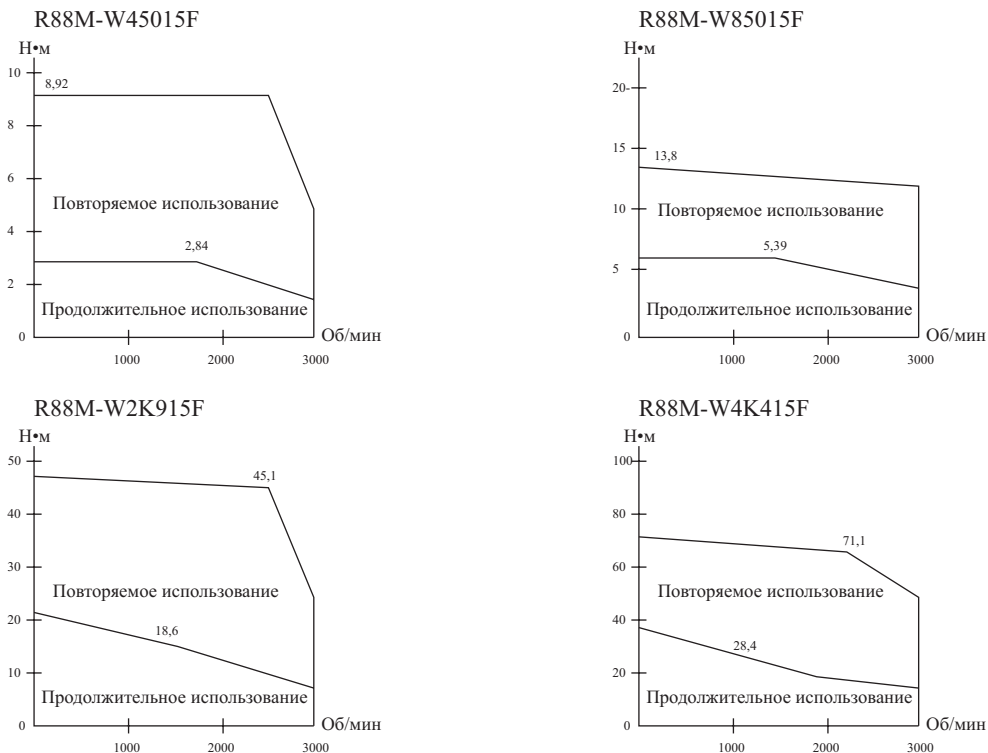 R88M-W45015F
Н•м
10
8,92
8
6
Повторяемое использование
4
2,84
2
Продолжительное использование
0
Об/мин
1000
2000
3000
R88M-W85015F
Н•м
20-
15
13,8
10
Повторяемое использование
5,39
5
Продолжительное использование
0
Об/мин
1000
2000
3000
R88M-W2K915F
Н•м
50
45,1
40
30
Повторяемое использование
20
18,6
10
Продолжительное использование
0
Об/мин
1000
2000
3000
R88M-W4K415F
Н•м
100
80
71,1
60
Повторяемое использование
40
28,4
20
Продолжительное использование
0
Об/мин
1000
2000
3000